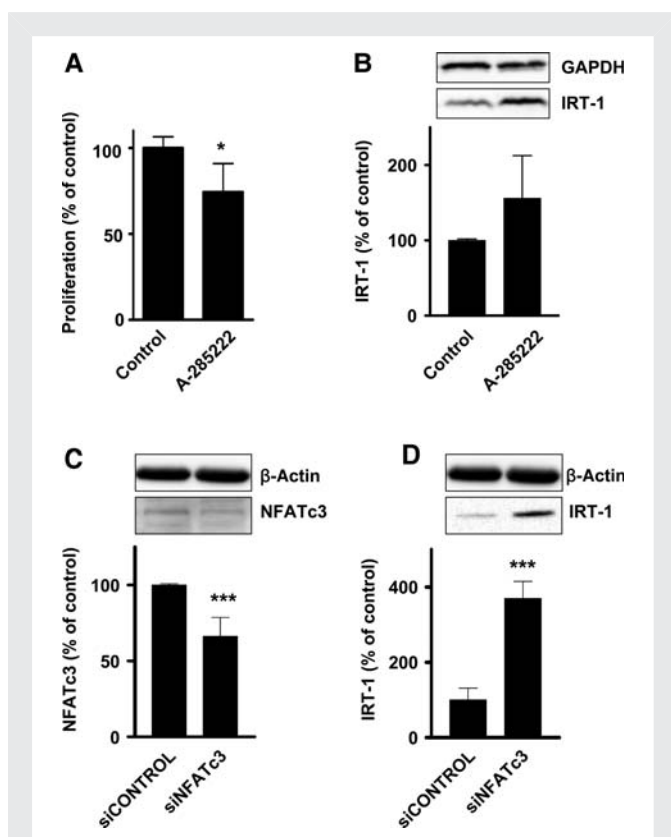 A
Proliferation (% of control)
100
50
0
*
Control
A-285222
B
GAPDH
IRT-1
IRT-1 (% of control)
200
100
0
Control
A-285222
C
β-Actin
NFATc3
NFATc3 (% of control)
100
50
0
***
siCONTROL
siNFATc3
D
β-Actin
IRT-1
IRT-1 (% of control)
400
200
0
***
siCONTROL
siNFATc3